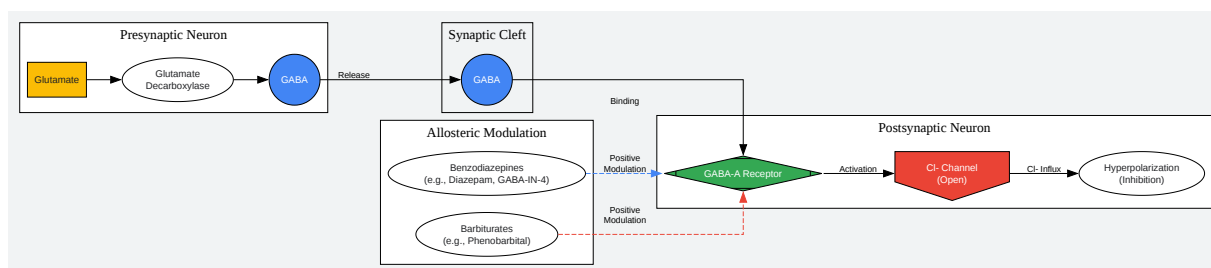 Presynaptic Neuron
Glutamate
Glutamate
Decarboxylase
GABA
Release
Synaptic Cleft
GABA
Binding
Allosteric Modulation
Benzodiazepines
(e.g., Diazepam, GABA-IN-4)
Positive
Modulation
Barbiturates
(e.g., Phenobarbital)
Positive
Modulation
Postsynaptic Neuron
GABA-A Receptor
Activation
Cl- Channel
(Open)
Cl- Influx
Hyperpolarization
(Inhibition)